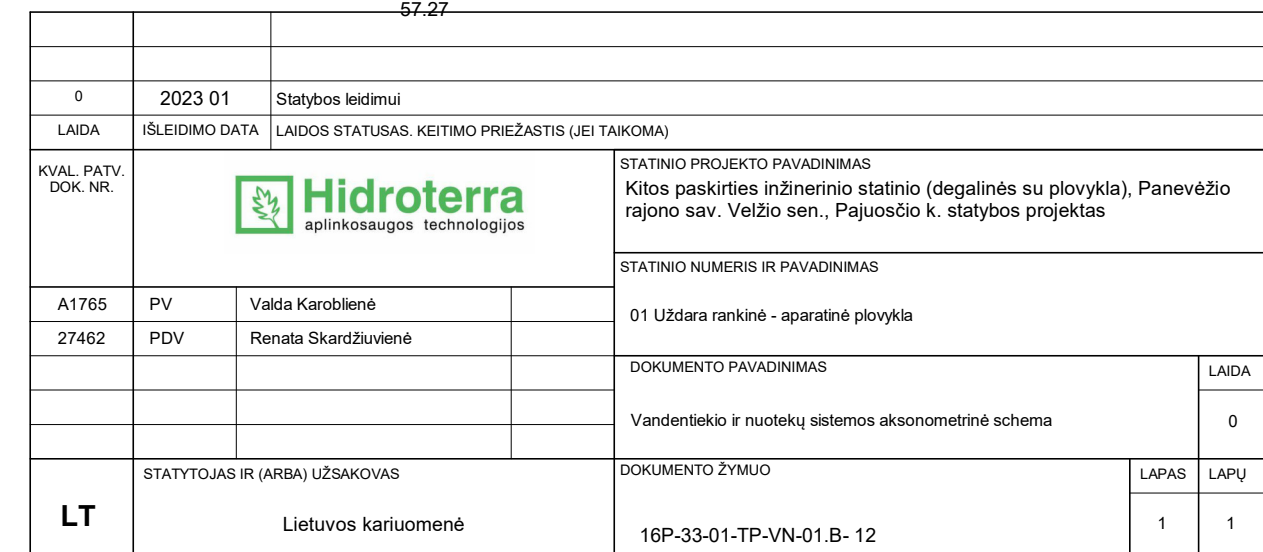 57.27
0 2023 01 Statybos leidimui
LAIDA IŠLEIDIMO DATA LAIDOS STATUSAS. KEITIMO PRIEŽASTIS (JEI TAIKOMA)
KVAL. PATV.
DOK. NR.
Hidroterra
aplinkosaugos technologijos
STATINIO PROJEKTO PAVADINIMAS
Kitos paskirties inžinerinio statinio (degalinės su plovykla), Panevėžio
rajono sav. Velžio sen., Pajuosčio k. statybos projektas
STATINIO NUMERIS IR PAVADINIMAS
01 Uždara rankinė - aparatinė plovykla
A1765 PV Valda Karoblienė
27462 PDV Renata Skardžiuvienė
DOKUMENTO PAVADINIMAS
Vandentiekio ir nuotekų sistemos aksonometrinė schema
LAIDA
0
LT
STATYTOJAS IR (ARBA) UŽSAKOVAS
Lietuvos kariuomenė
DOKUMENTO ŽYMUO
16P-33-01-TP-VN-01.B- 12
LAPAS LAPŲ
1 1